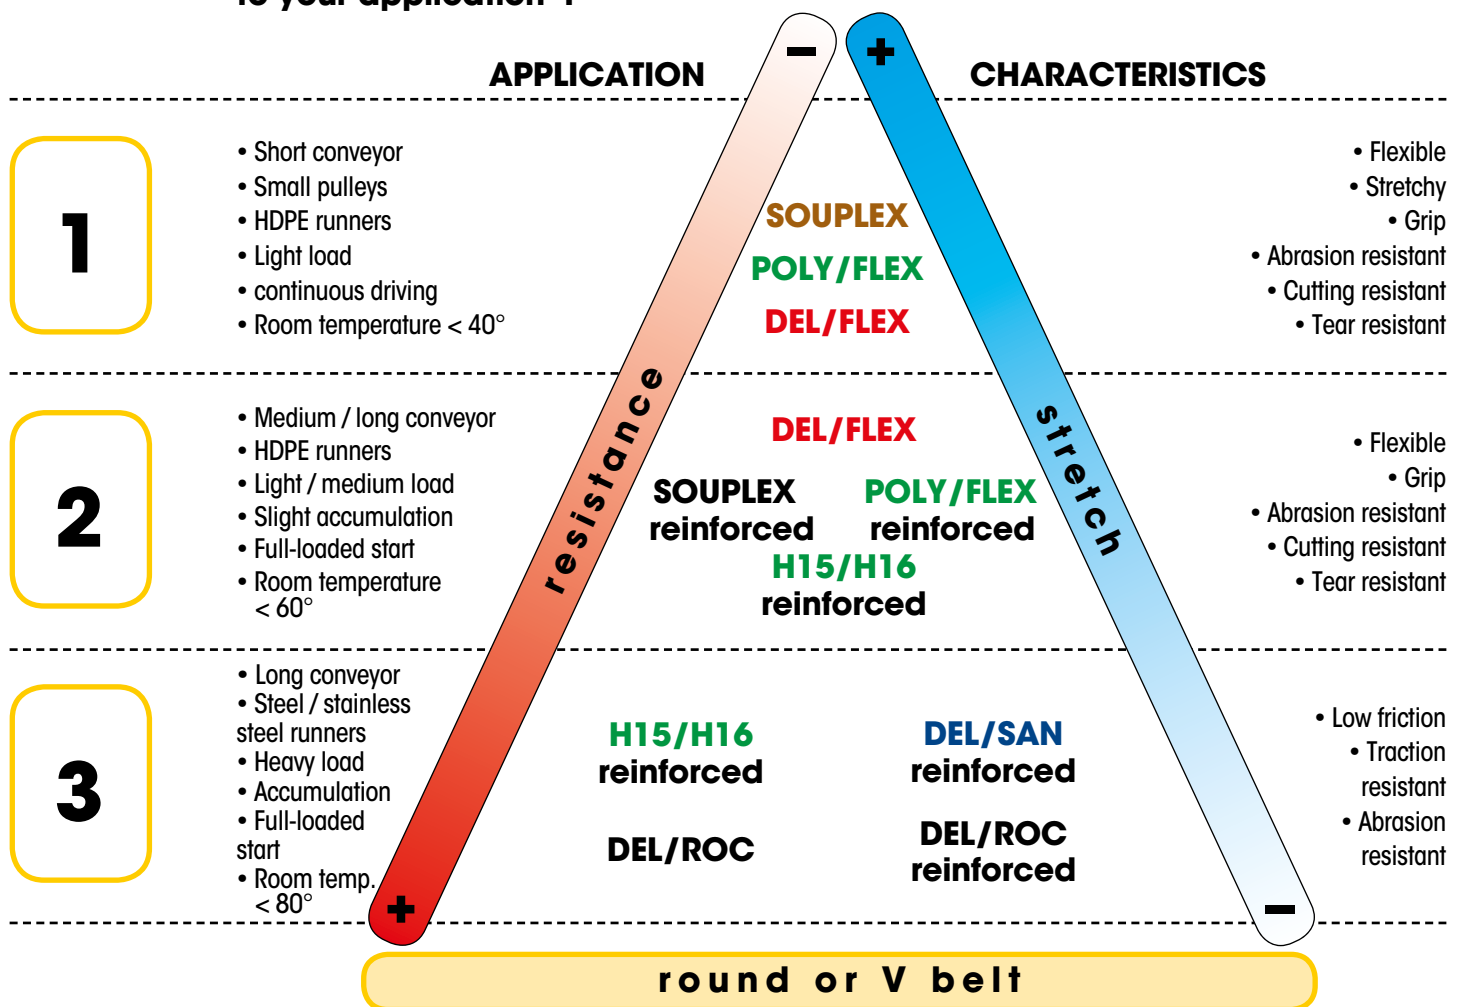 to your application ?
APPLICATION
CHARACTERISTICS
−
+
1
• Short conveyor
• Small pulleys
• HDPE runners
• Light load
• continuous driving
• Room temperature < 40°
SOUPLEX
POLY/FLEX
DEL/FLEX
• Flexible
• Stretchy
• Grip
• Abrasion resistant
• Cutting resistant
• Tear resistant
resistance
stretch
2
• Medium / long conveyor
• HDPE runners
• Light / medium load
• Slight accumulation
• Full-loaded start
• Room temperature
< 60°
DEL/FLEX
SOUPLEX
reinforced
POLY/FLEX
reinforced
H15/H16
reinforced
• Flexible
• Grip
• Abrasion resistant
• Cutting resistant
• Tear resistant
3
• Long conveyor
• Steel / stainless
steel runners
• Heavy load
• Accumulation
• Full-loaded
start
• Room temp.
< 80°
H15/H16
reinforced
DEL/SAN
reinforced
DEL/ROC
DEL/ROC
reinforced
• Low friction
• Traction
resistant
• Abrasion
resistant
+
−
round or V belt